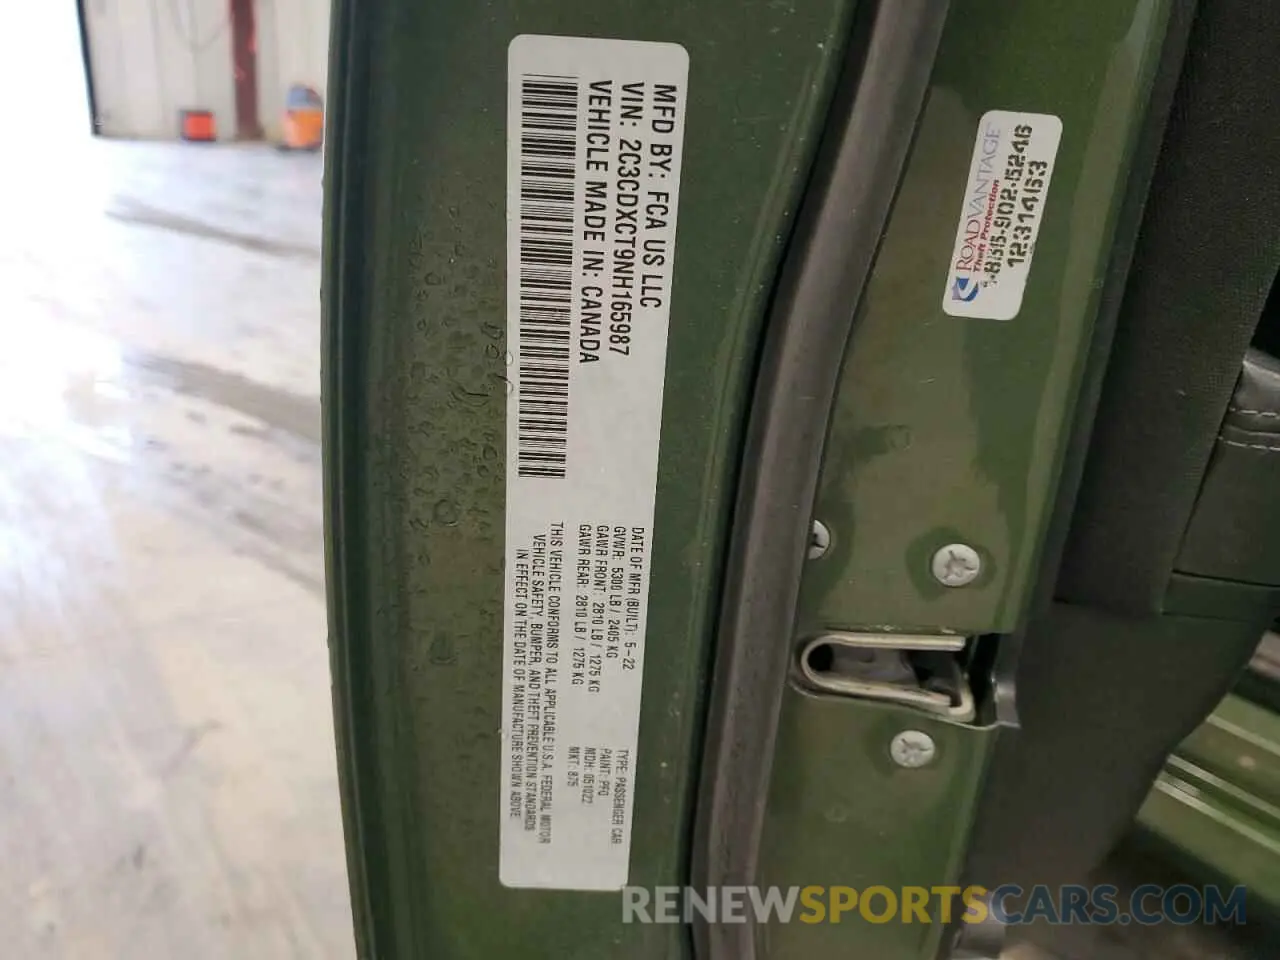 MFD BY: FCA US LLC
VIN: 2C3CDXCT9NH165987
VEHICLE MADE IN: CANADA
DATE OF MFR (BUILT): 5-22
GVWR: 5300 LB / 2405 KG
GAWR FRONT: 2810 LB / 1275 KG
GAWR REAR: 2810 LB / 1275 KG
THIS VEHICLE CONFORMS TO ALL APPLICABLE U.S.A. FEDERAL MOTOR
VEHICLE SAFETY, BUMPER, AND THEFT PREVENTION STANDARDS
IN EFFECT ON THE DATE OF MANUFACTURE SHOWN ABOVE
TYPE: PASSENGER CAR
PAINT: PFQ
MDH: 051022
MKT: 875
ROADVANTAGE
Theft Protection
RENEWSPORTSCARS.COM